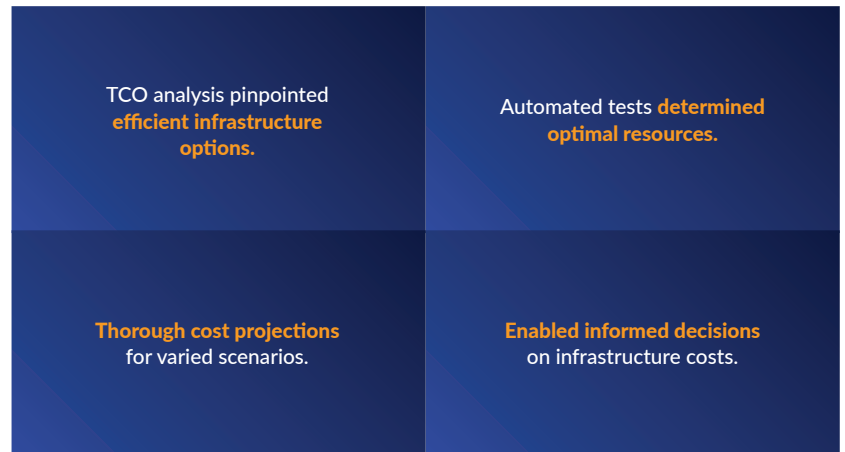 TCO analysis pinpointed
efficient infrastructure
options.
Automated tests determined
optimal resources.
Thorough cost projections
for varied scenarios.
Enabled informed decisions
on infrastructure costs.